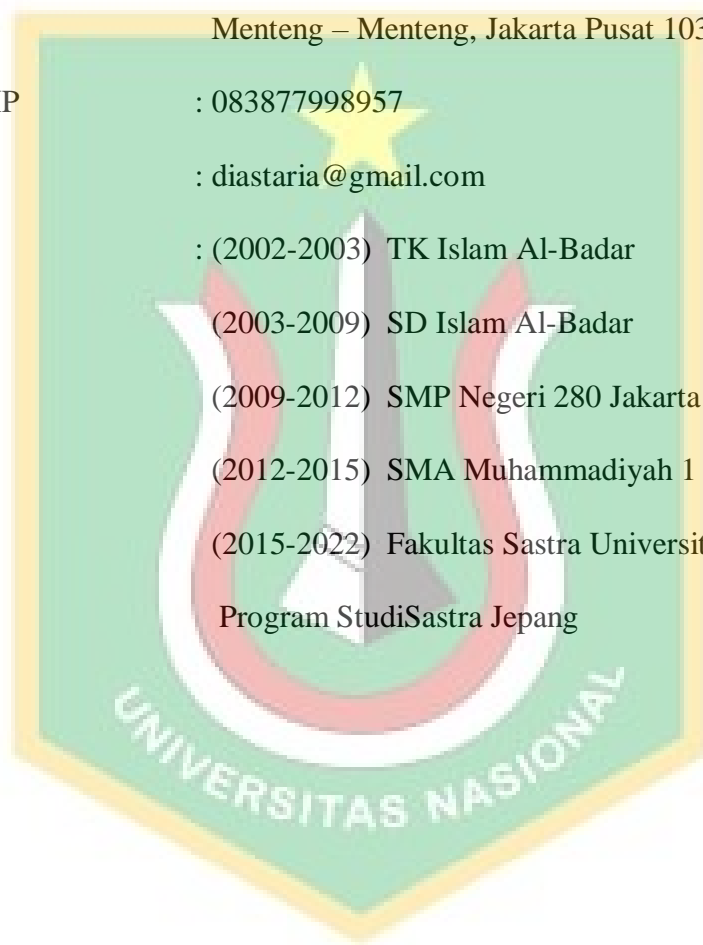 Menteng – Menteng, Jakarta Pusat 103
P : 083877998957
: diastaria@gmail.com
: (2002-2003) TK Islam Al-Badar
(2003-2009) SD Islam Al-Badar
(2009-2012) SMP Negeri 280 Jakarta
(2012-2015) SMA Muhammadiyah 1
(2015-2022) Fakultas Sastra Universit
Program StudiSastra Jepang
UNIVERSITAS NASIONAL